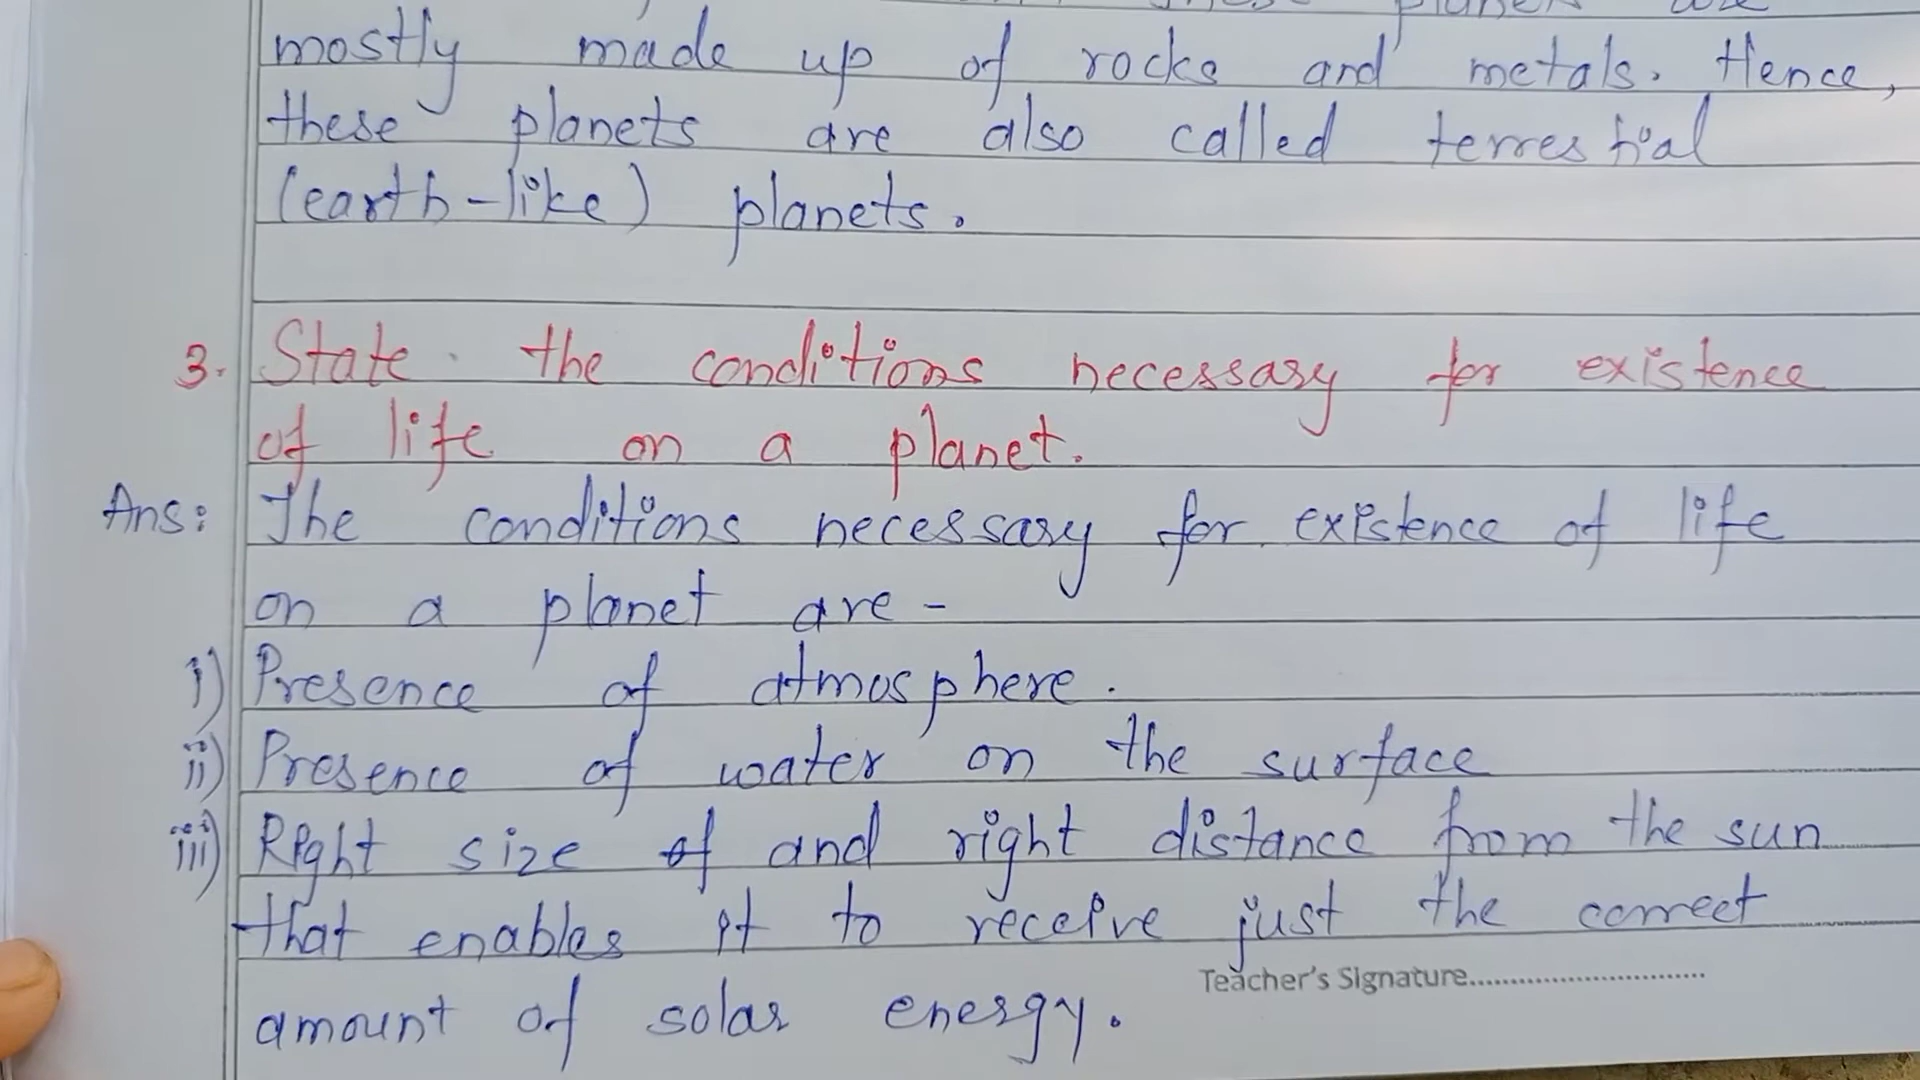 planets are
mostly made up of rocks and metals. Hence,
these planets are also called terrestial
(earth-like) planets.
3. State the conditions necessary for existence
of life on a planet.
Ans: The conditions necessary for existence of life
on a planet are -
i) Presence of atmosphere.
ii) Presence of water on the surface
iii) Right size of and right distance from the sun
that enables it to receive just the correct
Teacher's Signature............................
amount of solar energy.